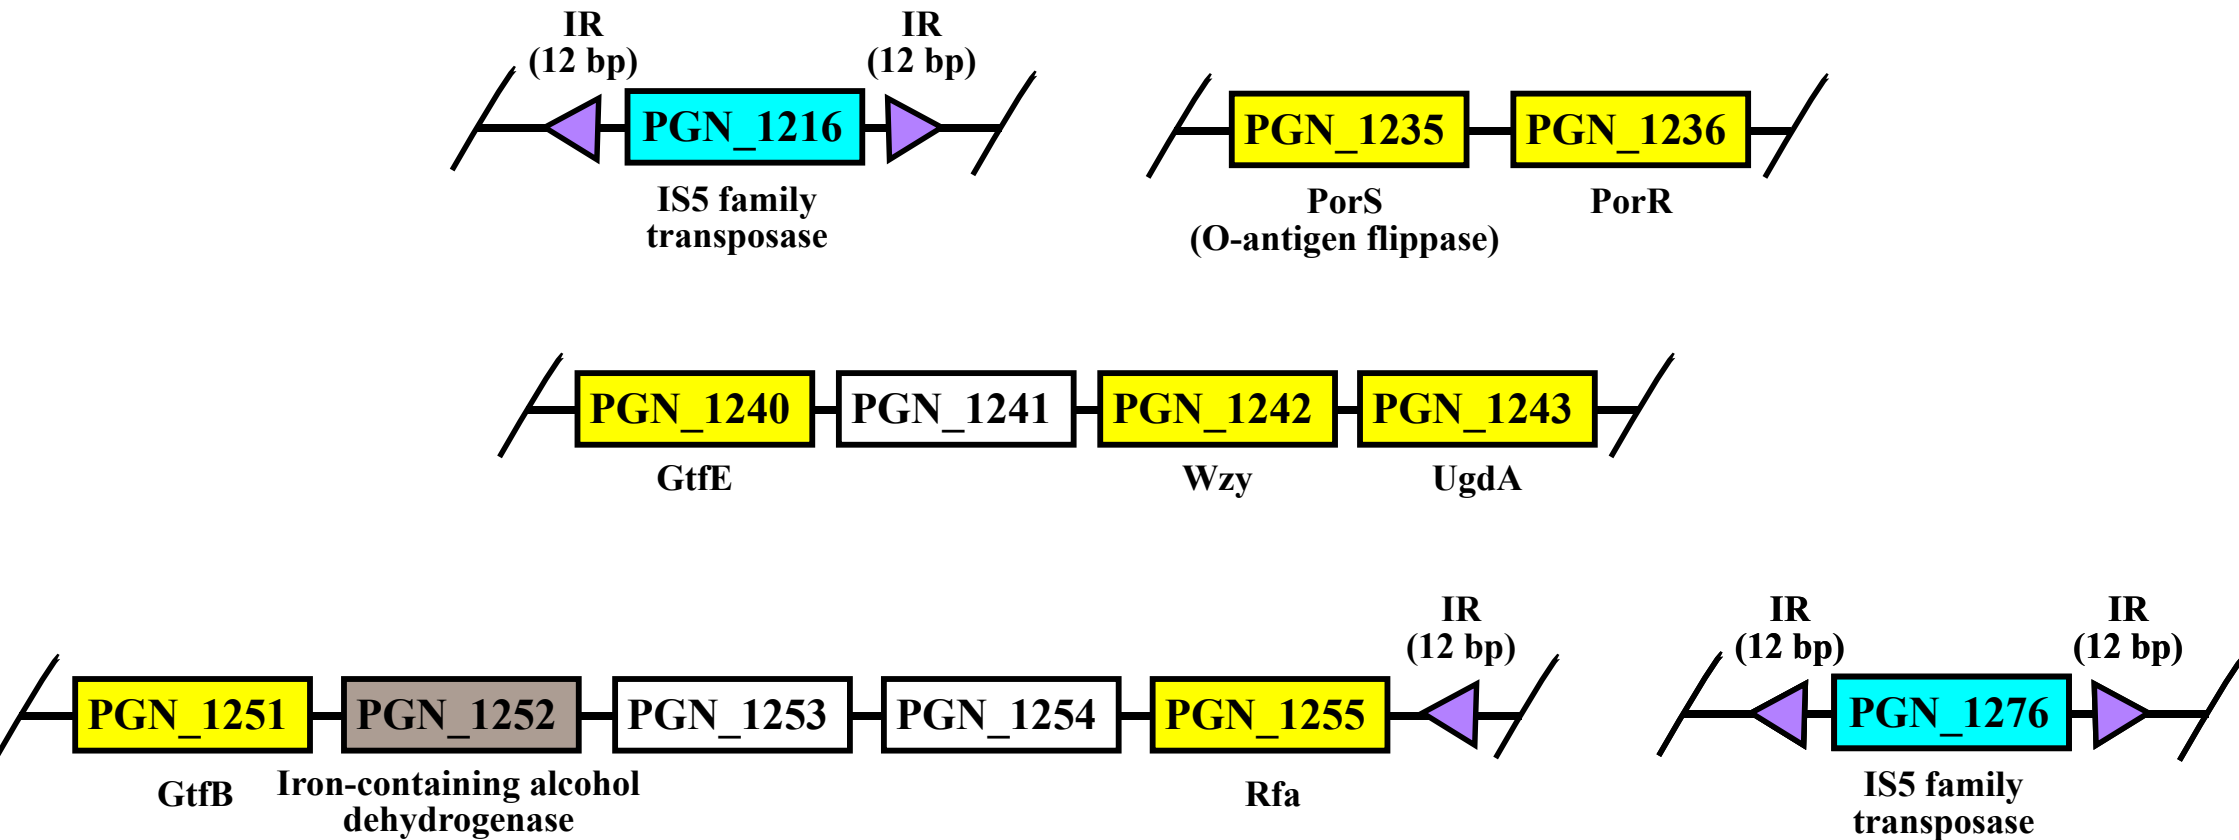 IR
(12 bp)
IR
(12 bp)
PGN_1216
IS5 family
transposase
PGN_1235
PGN_1236
PorS
(O-antigen flippase)
PorR
PGN_1240
PGN_1241
PGN_1242
PGN_1243
GtfE
Wzy
UgdA
IR
(12 bp)
PGN_1251
PGN_1252
PGN_1253
PGN_1254
PGN_1255
GtfB
Iron-containing alcohol
dehydrogenase
Rfa
IR
(12 bp)
IR
(12 bp)
PGN_1276
IS5 family
transposase